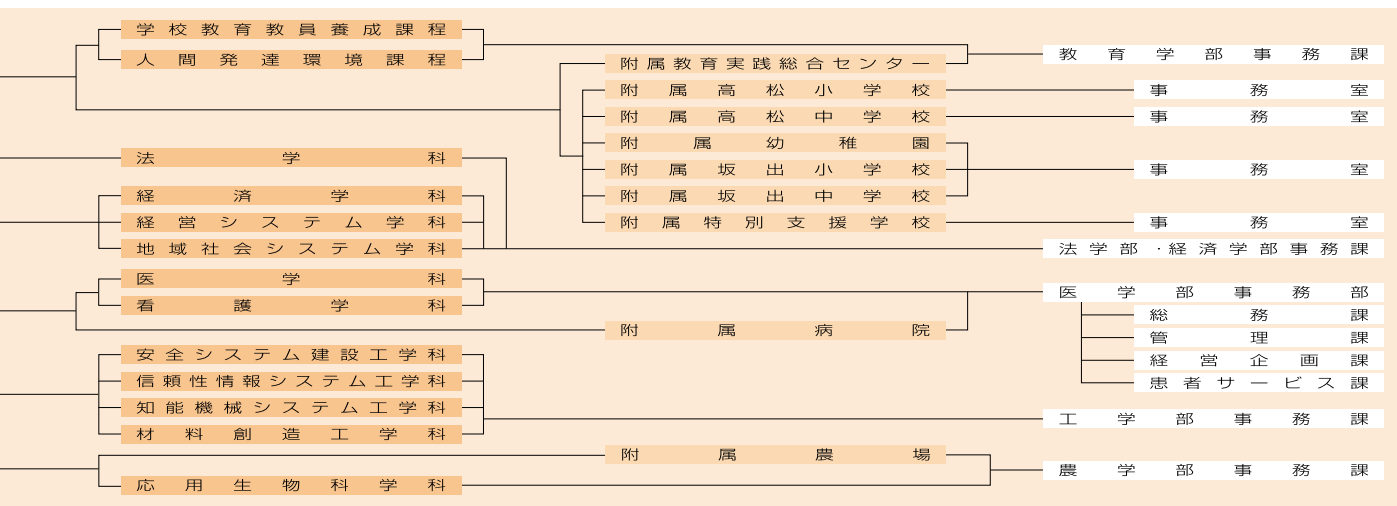 学校教育教員養成課程
人間発達環境課程
教育学部事務課
附属教育実践総合センター
附属高松小学校
事務室
附属高松中学校
事務室
附属幼稚園
法学科
附属坂出小学校
事務室
経済学科
附属坂出中学校
経営システム学科
附属特別支援学校
事務室
地域社会システム学科
法学部・経済学部事務課
医学科
医学部事務部
看護学科
総務課
附属病院
管理課
安全システム建設工学科
経営企画課
信頼性情報システム工学科
患者サービス課
知能機械システム工学科
工学部事務課
材料創造工学科
附属農場
農学部事務課
応用生物科学科